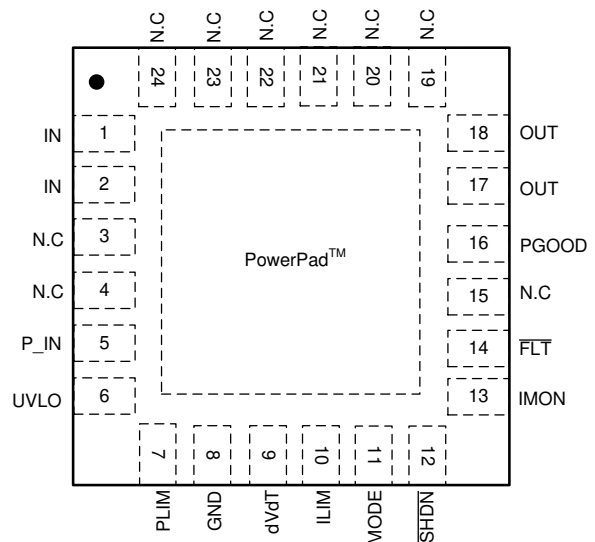 N.C N.C N.C N.C N.C N.C
24 23 22 21 20 19
IN 1
IN 2
N.C 3
N.C 4
P_IN 5
UVLO 6
PowerPad™
18 OUT
17 OUT
16 PGOOD
15 N.C
14 FLT
13 IMON
7 8 9 10 11 12
PLIM GND dVdT ILIM MODE SHDN